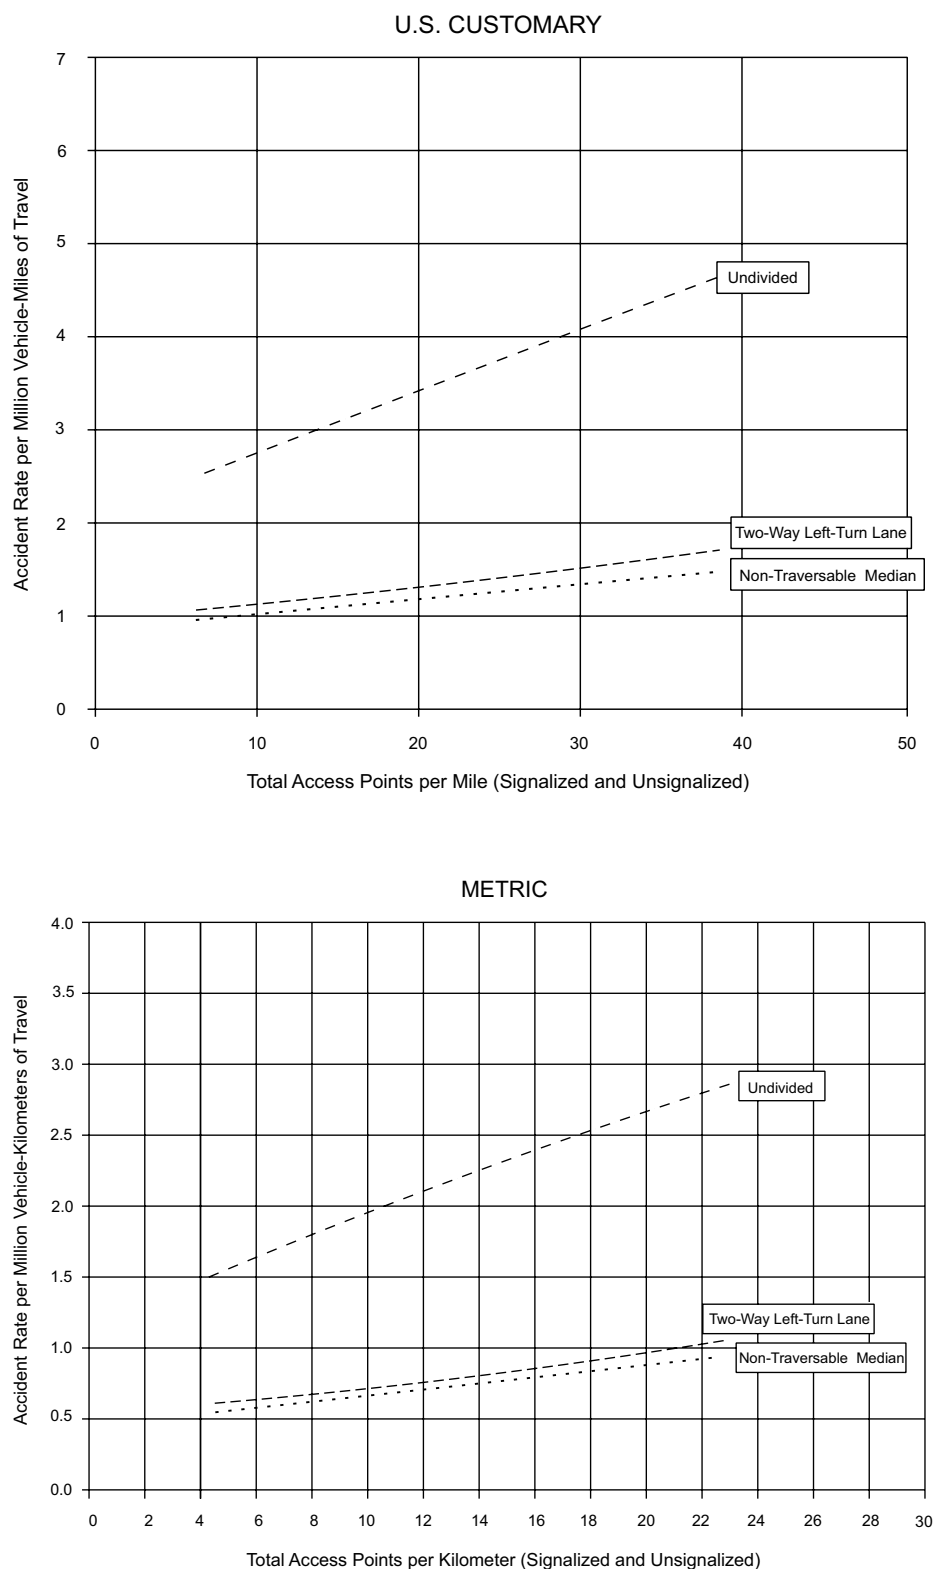 U.S. CUSTOMARY
7
6
5
4
3
2
1
0
Accident Rate per Million Vehicle-Miles of Travel
Undivided
Two-Way Left-Turn Lane
Non-Traversable Median
0 10 20 30 40 50
Total Access Points per Mile (Signalized and Unsignalized)
METRIC
4.0
3.5
3.0
2.5
2.0
1.5
1.0
0.5
0.0
Accident Rate per Million Vehicle-Kilometers of Travel
Undivided
Two-Way Left-Turn Lane
Non-Traversable Median
0 2 4 6 8 10 12 14 16 18 20 22 24 26 28 30
Total Access Points per Kilometer (Signalized and Unsignalized)